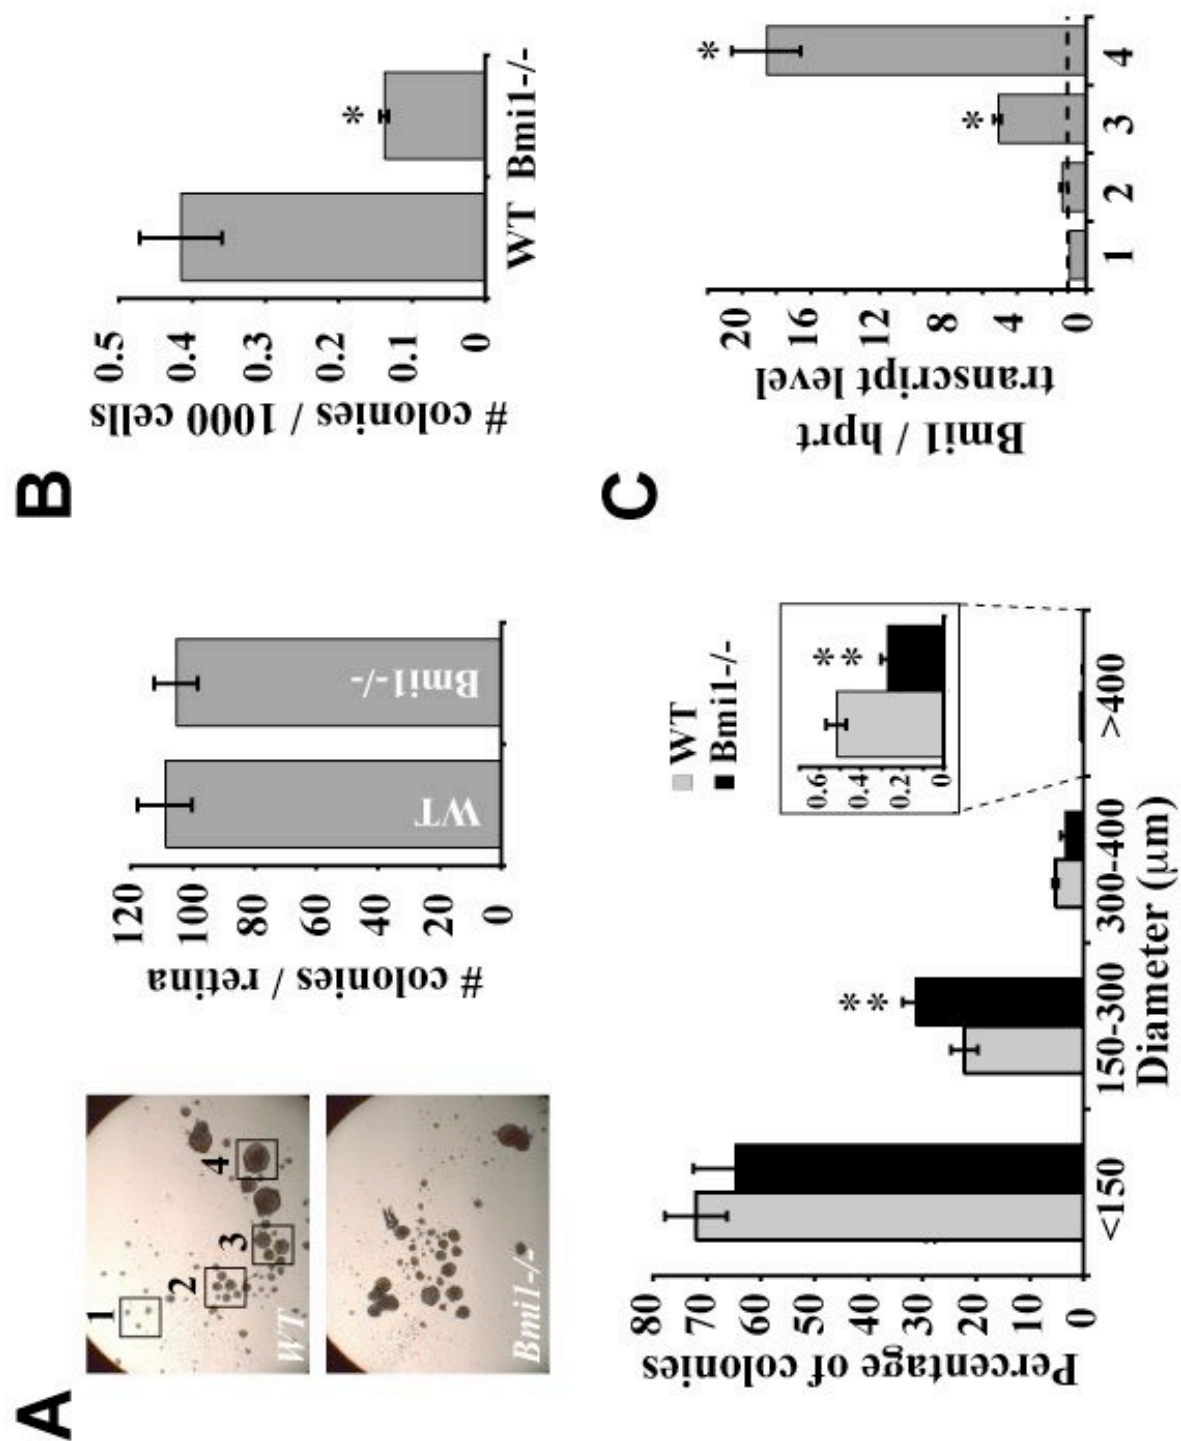 A
1
2
3
4
WT
Bmi1-/-
# colonies / retina
120
100
80
60
40
20
0
WT
Bmi1-/-
B
# colonies / 1000 cells
0.5
0.4
0.3
0.2
0.1
0
*
WT Bmi1-/-
Percentage of colonies
80
70
60
50
40
30
20
10
0
**
WT
Bmi1-/-
0.6
0.4
0.2
0
**
<150 150-300 300-400 >400
Diameter (μm)
C
Bmi1 / hprt
transcript level
20
16
12
8
4
0
*
*
1 2 3 4